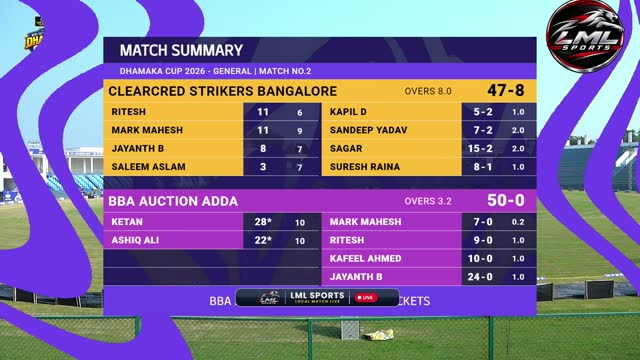 LML
SPORTS
MATCH SUMMARY
DHAMAKA CUP 2026 - GENERAL | MATCH NO.2
CLEARCRED STRIKERS BANGALORE OVERS 8.0 47-8
RITESH 11 6 KAPIL D 5-2 1.0
MARK MAHESH 11 9 SANDEEP YADAV 7-2 2.0
JAYANTH B 8 7 SAGAR 15-2 2.0
SALEEM ASLAM 3 7 SURESH RAINA 8-1 1.0
BBA AUCTION ADDA OVERS 3.2 50-0
KETAN 28* 10 MARK MAHESH 7-0 0.2
ASHIQ ALI 22* 10 RITESH 9-0 1.0
KAFEEL AHMED 10-0 1.0
JAYANTH B 24-0 1.0
BBA LML SPORTS LIVE
LOCAL MATCH LIVE